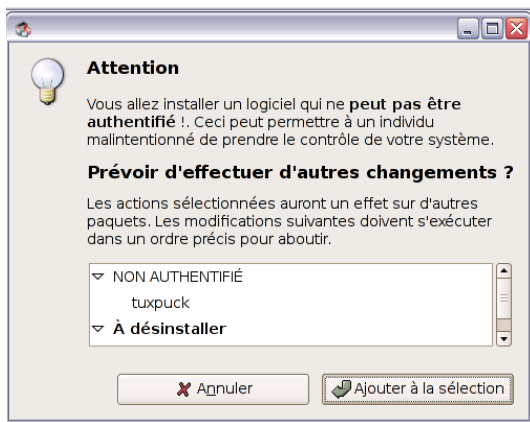 Attention
Vous allez installer un logiciel qui ne peut pas être
authentifié !. Ceci peut permettre à un individu
malintentionné de prendre le contrôle de votre système.
Prévoir d'effectuer d'autres changements ?
Les actions sélectionnées auront un effet sur d'autres
paquets. Les modifications suivantes doivent s'exécuter
dans un ordre précis pour aboutir.
NON AUTHENTIFIÉ
tuxpuck
À désinstaller
Annuler
Ajouter à la sélection